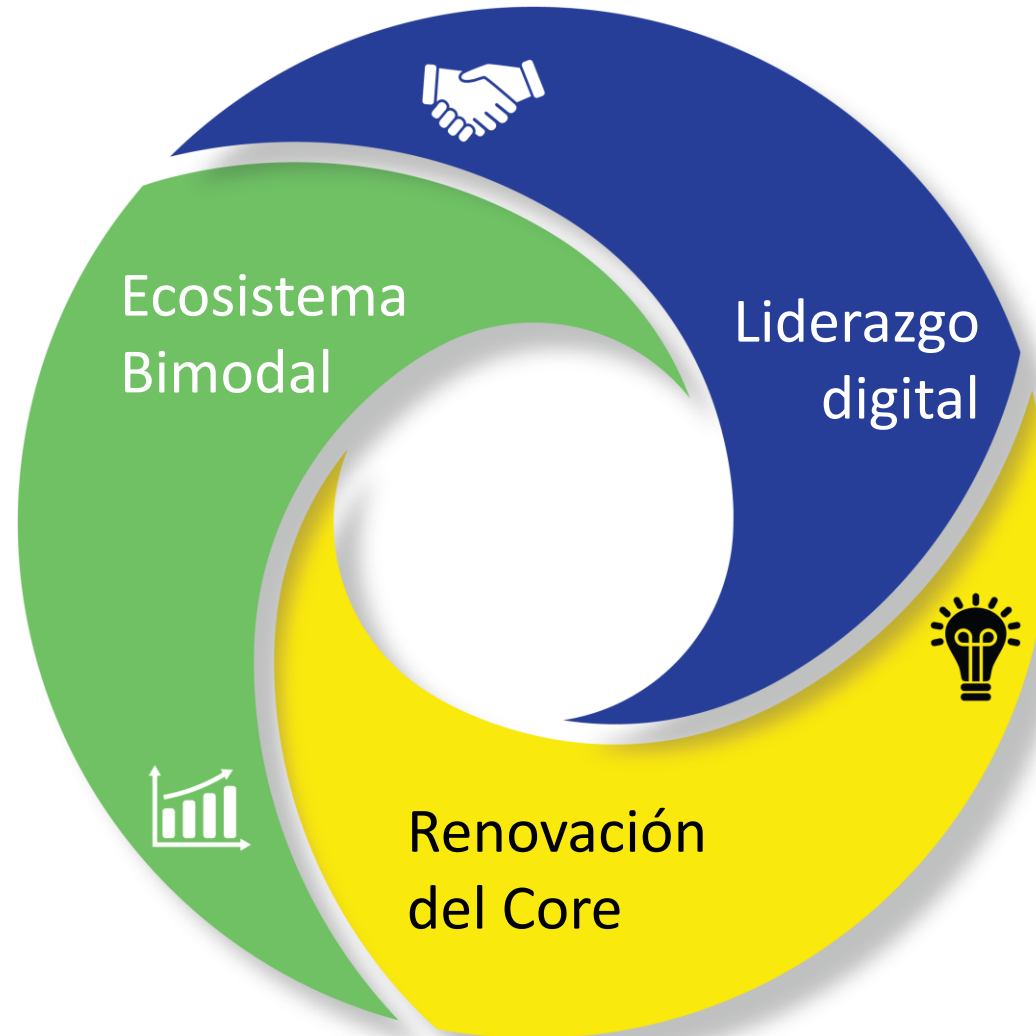 Ecosistema
Bimodal
Liderazgo
digital
Renovación
del Core